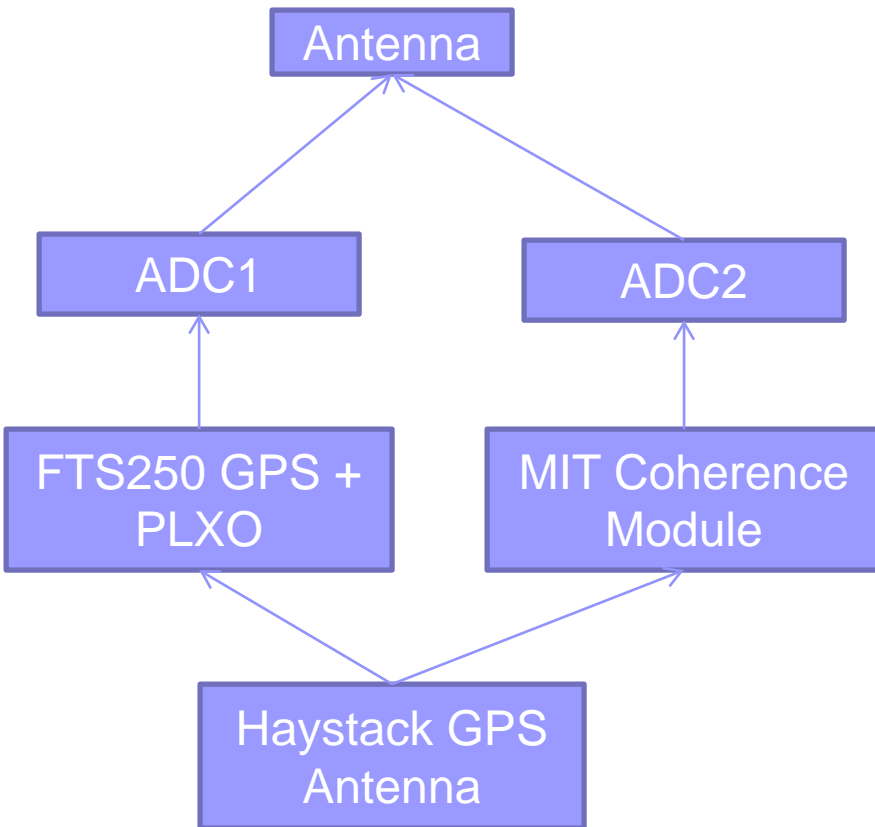 Antenna
ADC1
ADC2
FTS250 GPS +
PLXO
MIT Coherence
Module
Haystack GPS
Antenna